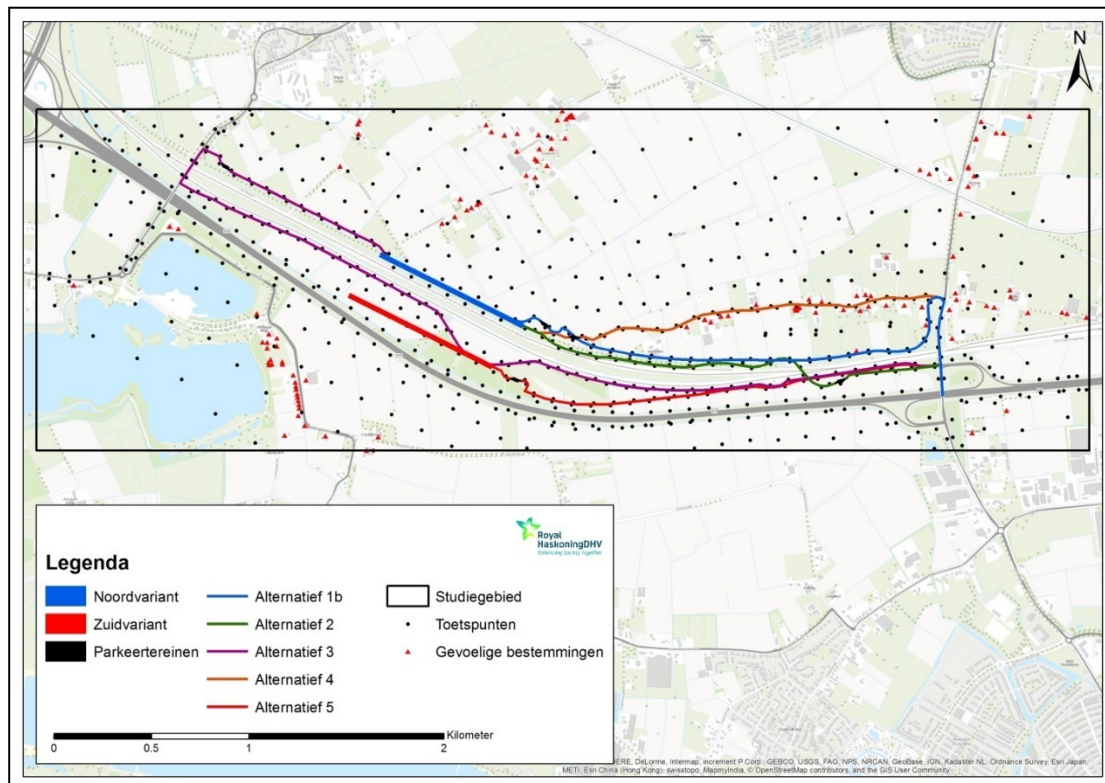 N
Royal
HaskoningDHV
Enhancing Society Together
Legenda
Noordvariant
Zuidvariant
Parkeertereinen
Alternatief 1b
Alternatief 2
Alternatief 3
Alternatief 4
Alternatief 5
Studiegebied
Toetspunten
Gevoelige bestemmingen
0 0.5 1 2 Kilometer
ERE, DeLorme, Intermap, increment P Corp., GEBCO, USGS, FAO, NPS, NRCAN, GeoBase, IGN, Kadaster NL, Ordnance Survey, Esri Japan,
METI, Esri China (Hong Kong), swisstopo, MapmyIndia, © OpenStreetMap contributors, and the GIS User Community